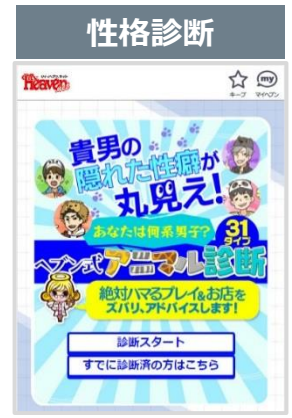 性格診断
Heaven
キープ
my
マイヘブン
貴男の
隠れた性癖が
丸見え!
あなたは何系男子?
31
タイプ
ヘブン式アニマル診断
絶対ハマるプレイ&お店を
ズバリ、アドバイスします!
診断スタート
すでに診断済の方はこちら